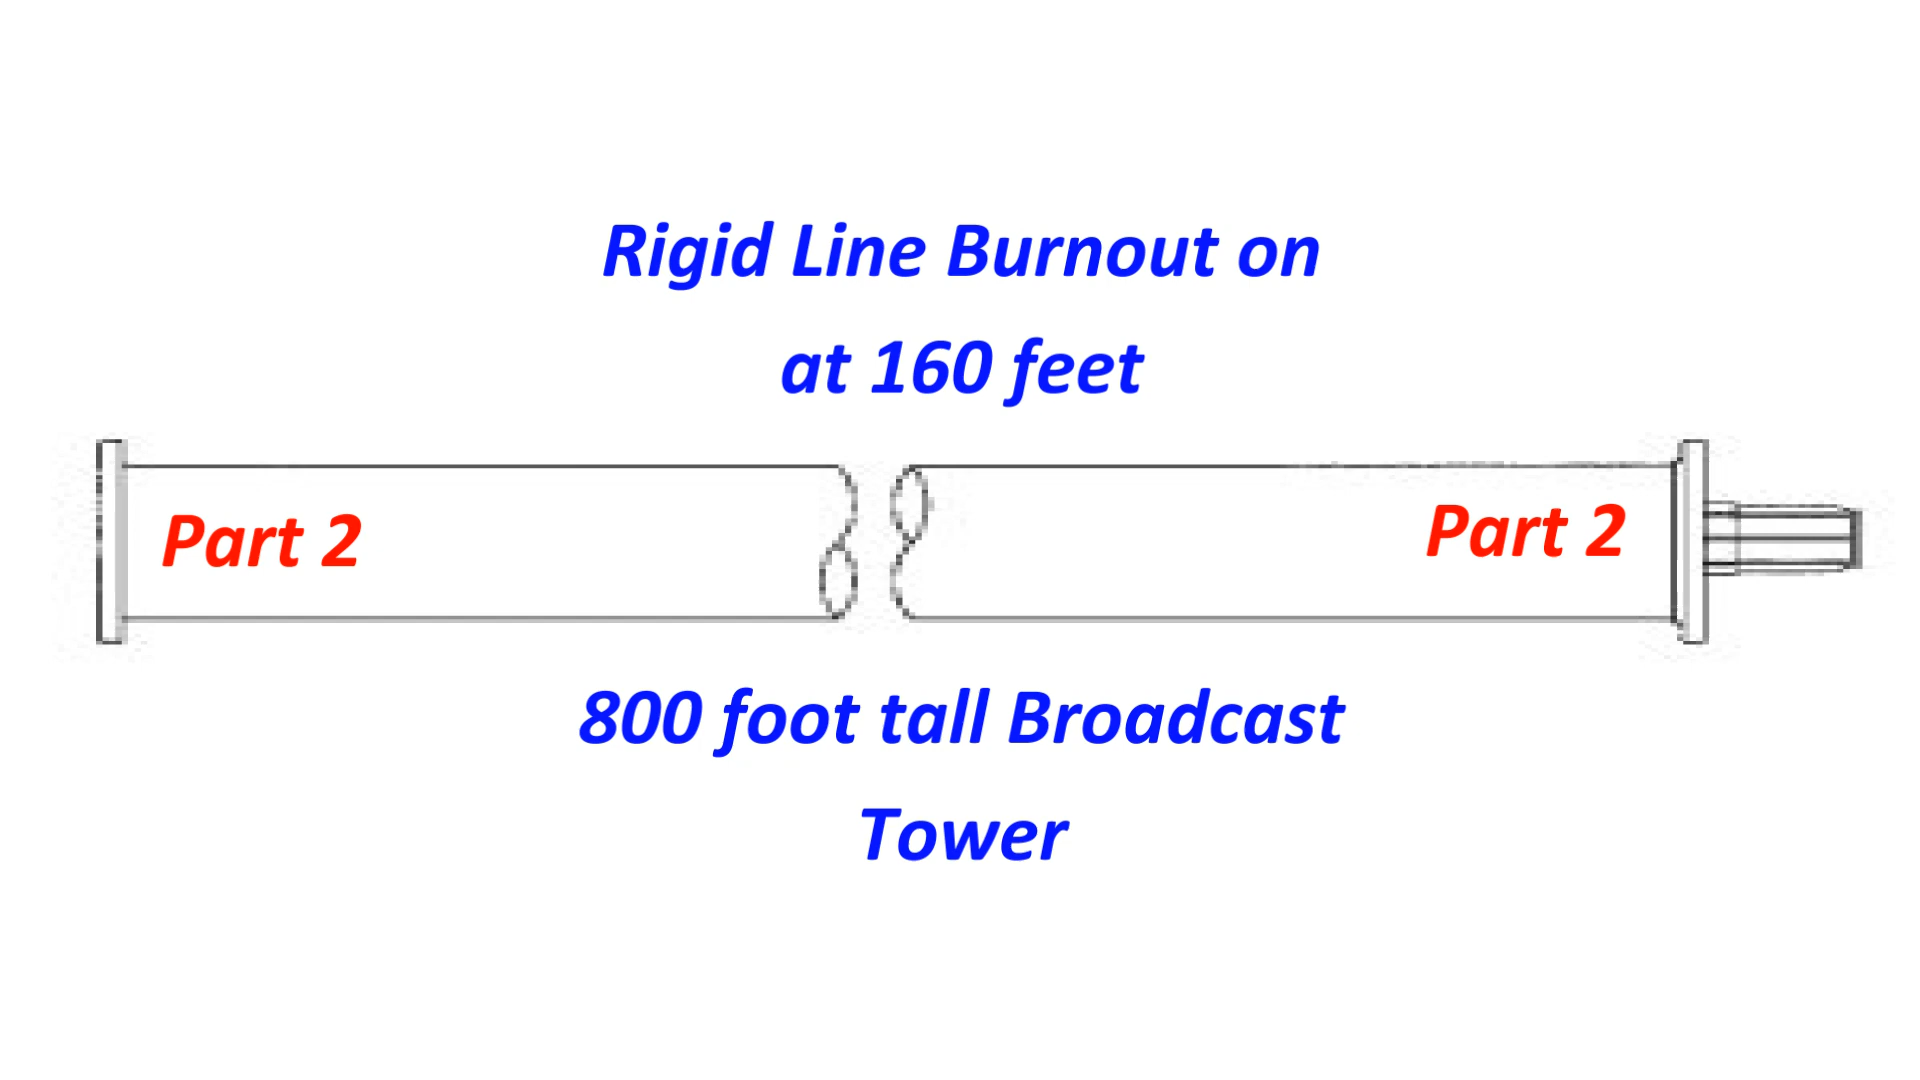 Rigid Line Burnout on
at 160 feet
Part 2
Part 2
800 foot tall Broadcast
Tower